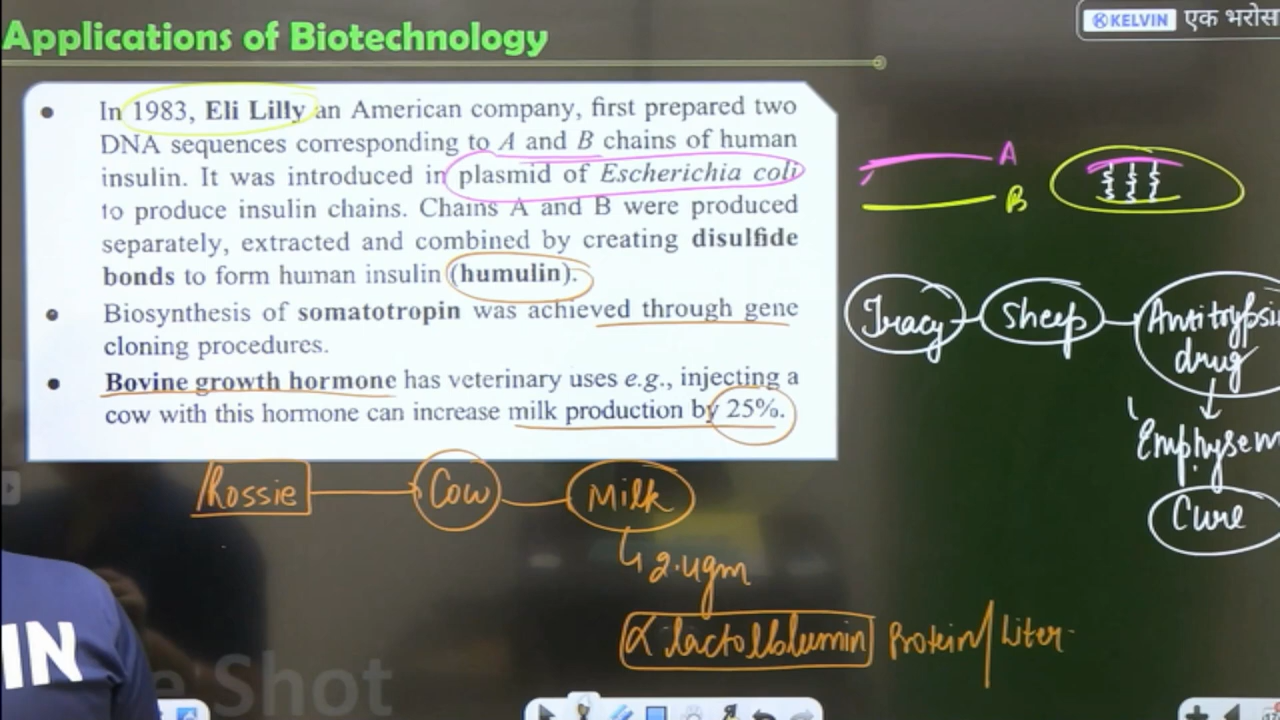 Applications of Biotechnology
KELVIN एक भरोस
• In 1983, Eli Lilly an American company, first prepared two
DNA sequences corresponding to A and B chains of human
insulin. It was introduced in plasmid of Escherichia coli
to produce insulin chains. Chains A and B were produced
separately, extracted and combined by creating disulfide
bonds to form human insulin (humulin).
• Biosynthesis of somatotropin was achieved through gene
cloning procedures.
• Bovine growth hormone has veterinary uses e.g., injecting a
cow with this hormone can increase milk production by 25%.
A
B
Tracy Sheep Antitrypsi
drug
Emphysem
Cure
Rossie Cow Milk
2.4gm
α lactolbumin Protein/Liter
IN
e Shot